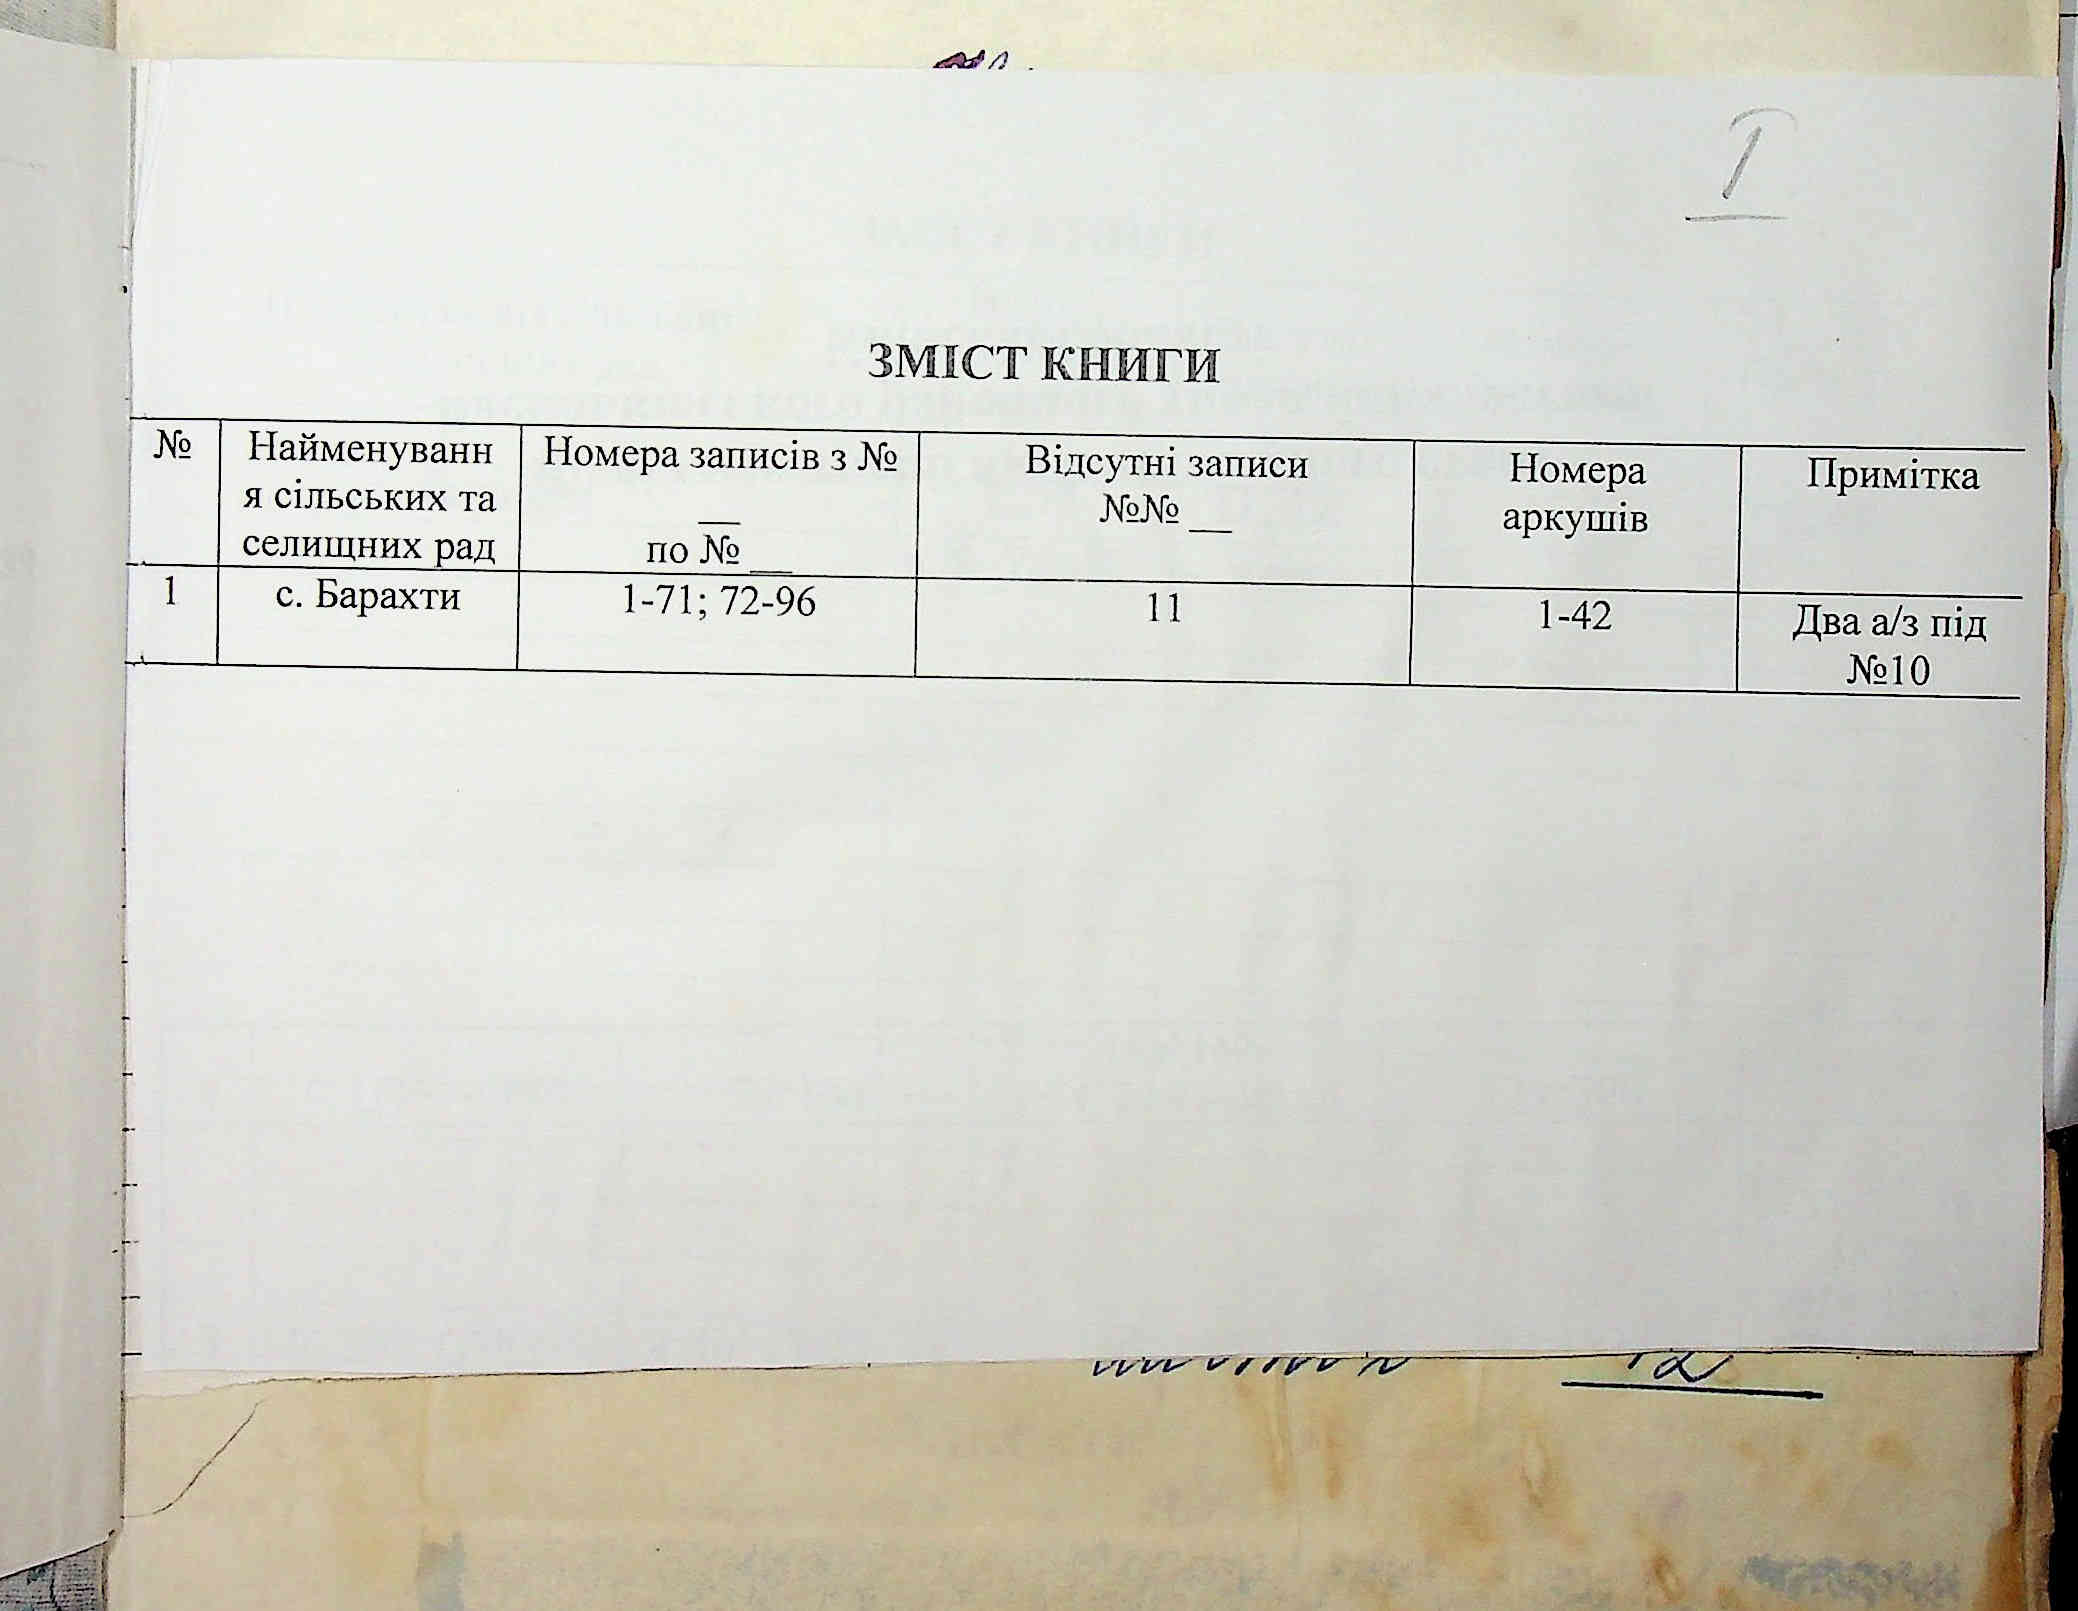 I
ЗМІСТ КНИГИ
№ Найменуванн Номера записів з № Відсутні записи Номера Примітка
я сільських та __ №№ __ аркушів
селищних рад по № __
1 с. Барахти 1-71; 72-96 11 1-42 Два а/з під
№10